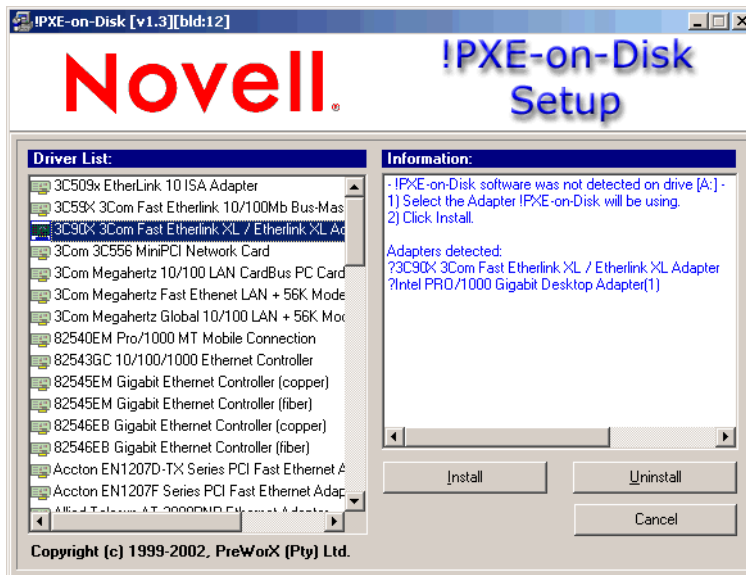 !PXE-on-Disk [v1.3][bld:12]
Novell®
!PXE-on-Disk
Setup
Driver List:
3C509x EtherLink 10 ISA Adapter
3C59X 3Com Fast Etherlink 10/100Mb Bus-Mas
3C90X 3Com Fast Etherlink XL / Etherlink XL Ad
3Com 3C556 MiniPCI Network Card
3Com Megahertz 10/100 LAN CardBus PC Card
3Com Megahertz Fast Ethenet LAN + 56K Mode
3Com Megahertz Global 10/100 LAN + 56K Mod
82540EM Pro/1000 MT Mobile Connection
82543GC 10/100/1000 Ethernet Controller
82545EM Gigabit Ethernet Controller (copper)
82545EM Gigabit Ethernet Controller (fiber)
82546EB Gigabit Ethernet Controller (copper)
82546EB Gigabit Ethernet Controller (fiber)
Accton EN1207D-TX Series PCI Fast Ethernet A
Accton EN1207F Series PCI Fast Ethernet Adap
Information:
- !PXE-on-Disk software was not detected on drive [A:] -
1) Select the Adapter !PXE-on-Disk will be using.
2) Click Install.
Adapters detected:
?3C90X 3Com Fast Etherlink XL / Etherlink XL Adapter
?Intel PRO/1000 Gigabit Desktop Adapter(1)
Install
Uninstall
Cancel
Copyright (c) 1999-2002, PreWorX (Pty) Ltd.